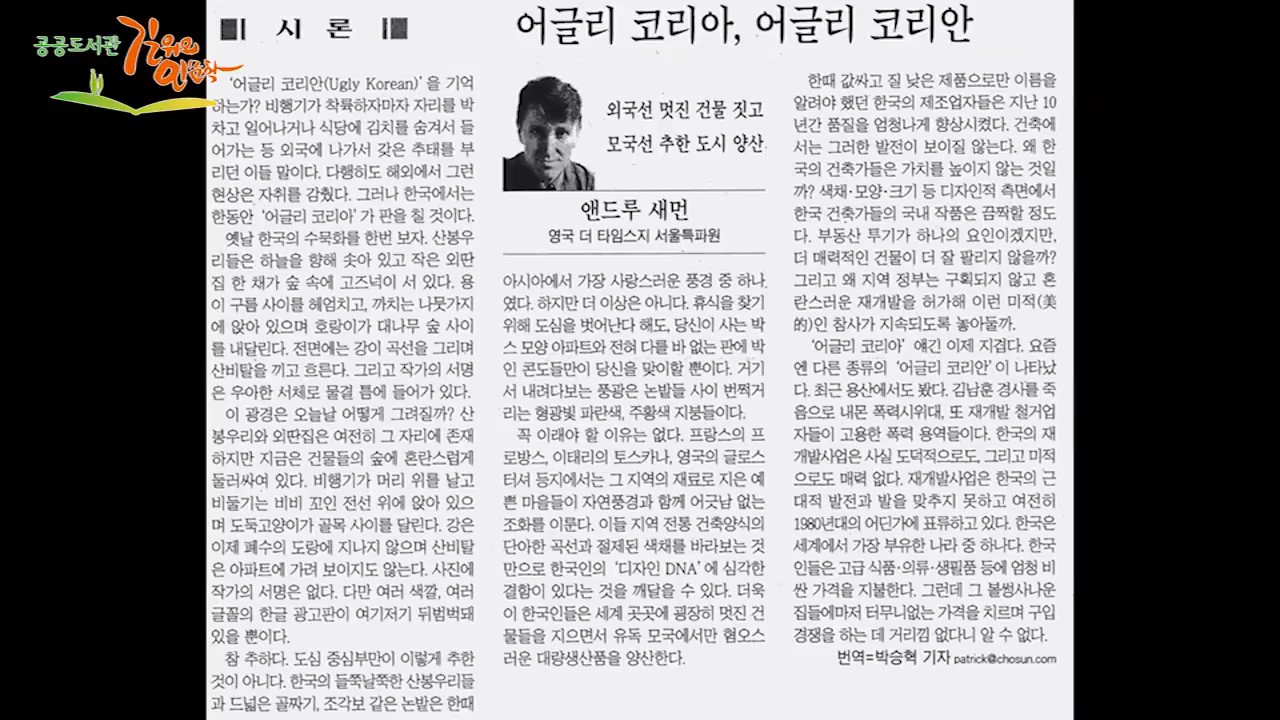 공공도서관
길 위의
인문학
시 론
어글리 코리아, 어글리 코리안
‘어글리 코리안(Ugly Korean)’을 기억
하는가? 비행기가 착륙하자마자 자리를 박
차고 일어나거나 식당에 김치를 숨겨서 들
어가는 등 외국에 나가서 갖은 추태를 부
리던 이들 말이다. 다행히도 해외에서 그런
현상은 자취를 감췄다. 그러나 한국에서는
한동안 ‘어글리 코리아’가 판을 칠 것이다.
옛날 한국의 수묵화를 한번 보자. 산봉우
리들은 하늘을 향해 솟아 있고 작은 외딴
집 한 채가 숲 속에 고즈넉이 서 있다. 용
이 구름 사이를 헤엄치고, 까치는 나뭇가지
에 앉아 있으며 호랑이가 대나무 숲 사이
를 내달린다. 전면에는 강이 곡선을 그리며
산비탈을 끼고 흐른다. 그리고 작가의 서명
은 우아한 서체로 물결 틈에 들어가 있다.
이 광경은 오늘날 어떻게 그려질까? 산
봉우리와 외딴집은 여전히 그 자리에 존재
하지만 지금은 건물들의 숲에 혼란스럽게
둘러싸여 있다. 비행기가 머리 위를 날고
비둘기는 비비 꼬인 전선 위에 앉아 있으
며 도둑고양이가 골목 사이를 달린다. 강은
이제 폐수의 도랑에 지나지 않으며 산비탈
은 아파트에 가려 보이지도 않는다. 사진에
작가의 서명은 없다. 다만 여러 색깔, 여러
글꼴의 한글 광고판이 여기저기 뒤범벅돼
있을 뿐이다.
참 추하다. 도심 중심부만이 이렇게 추한
것이 아니다. 한국의 들쭉날쭉한 산봉우리들
과 드넓은 골짜기, 조각보 같은 논밭은 한때
외국선 멋진 건물 짓고
모국선 추한 도시 양산
앤드루 새먼
영국 더 타임스지 서울특파원
아시아에서 가장 사랑스러운 풍경 중 하나
였다. 하지만 더 이상은 아니다. 휴식을 찾기
위해 도심을 벗어난다 해도, 당신이 사는 박
스 모양 아파트와 전혀 다를 바 없는 판에 박
인 콘도들만이 당신을 맞이할 뿐이다. 거기
서 내려다보는 풍광은 논밭들 사이 번쩍거
리는 형광빛 파란색, 주황색 지붕들이다.
꼭 이래야 할 이유는 없다. 프랑스의 프
로방스, 이태리의 토스카나, 영국의 글로스
터셔 등지에서는 그 지역의 재료로 지은 예
쁜 마을들이 자연풍경과 함께 어긋남 없는
조화를 이룬다. 이들 지역 전통 건축양식의
단아한 곡선과 절제된 색채를 바라보는 것
만으로 한국인의 ‘디자인 DNA’에 심각한
결함이 있다는 것을 깨달을 수 있다. 더욱
이 한국인들은 세계 곳곳에 굉장히 멋진 건
물들을 지으면서 유독 모국에서만 혐오스
러운 대량생산품을 양산한다.
한때 값싸고 질 낮은 제품으로만 이름을
알려야 했던 한국의 제조업자들은 지난 10
년간 품질을 엄청나게 향상시켰다. 건축에
서는 그러한 발전이 보이질 않는다. 왜 한
국의 건축가들은 가치를 높이지 않는 것일
까? 색채·모양·크기 등 디자인적 측면에서
한국 건축가들의 국내 작품은 끔찍할 정도
다. 부동산 투기가 하나의 요인이겠지만,
더 매력적인 건물이 더 잘 팔리지 않을까?
그리고 왜 지역 정부는 구획되지 않고 혼
란스러운 재개발을 허가해 이런 미적(美
的)인 참사가 지속되도록 놓아둘까.
‘어글리 코리아’ 얘긴 이제 지겹다. 요즘
엔 다른 종류의 ‘어글리 코리안’이 나타났
다. 최근 용산에서도 봤다. 김남훈 경사를 죽
음으로 내몬 폭력시위대, 또 재개발 철거업
자들이 고용한 폭력 용역들이다. 한국의 재
개발사업은 사실 도덕적으로도, 그리고 미적
으로도 매력 없다. 재개발사업은 한국의 근
대적 발전과 발을 맞추지 못하고 여전히
1980년대의 어딘가에 표류하고 있다. 한국은
세계에서 가장 부유한 나라 중 하나다. 한국
인들은 고급 식품·의류·생필품 등에 엄청 비
싼 가격을 지불한다. 그런데 그 볼썽사나운
집들에마저 터무니없는 가격을 치르며 구입
경쟁을 하는 데 거리낌 없다니 알 수 없다.
번역=박승혁 기자 patrick@chosun.com